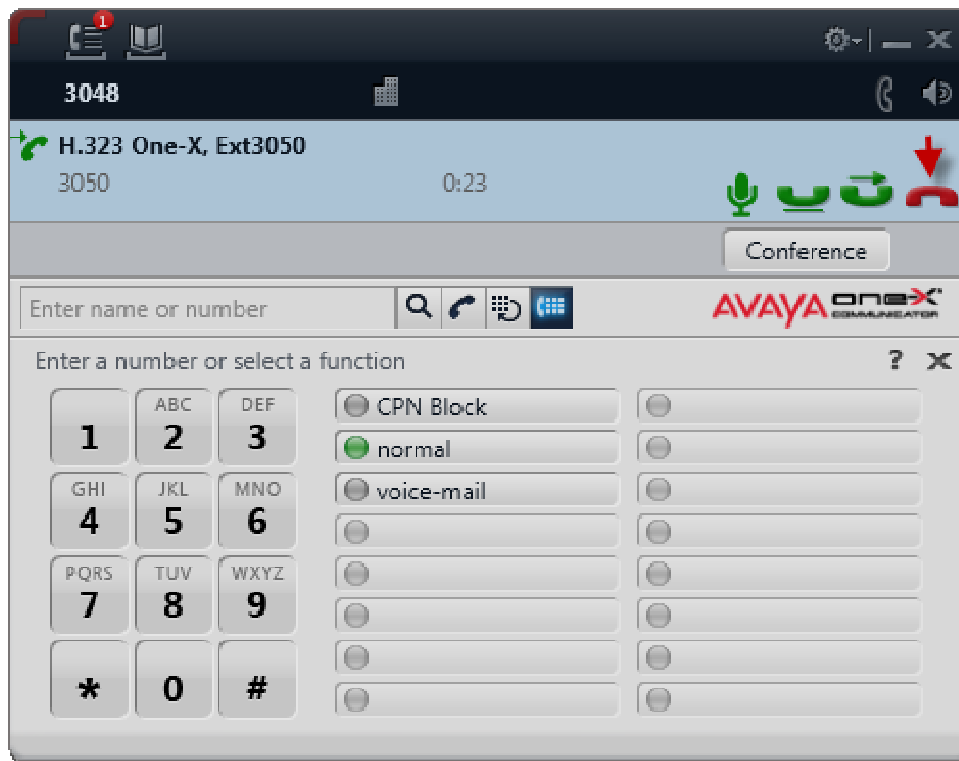 1
3048
H.323 One-X, Ext3050
3050 0:23
Conference
Enter name or number
AVAYA one-X COMMUNICATOR
Enter a number or select a function ? X
1
ABC 2
DEF 3
GHI 4
JKL 5
MNO 6
PQRS 7
TUV 8
WXYZ 9
*
0
#
CPN Block
normal
voice-mail